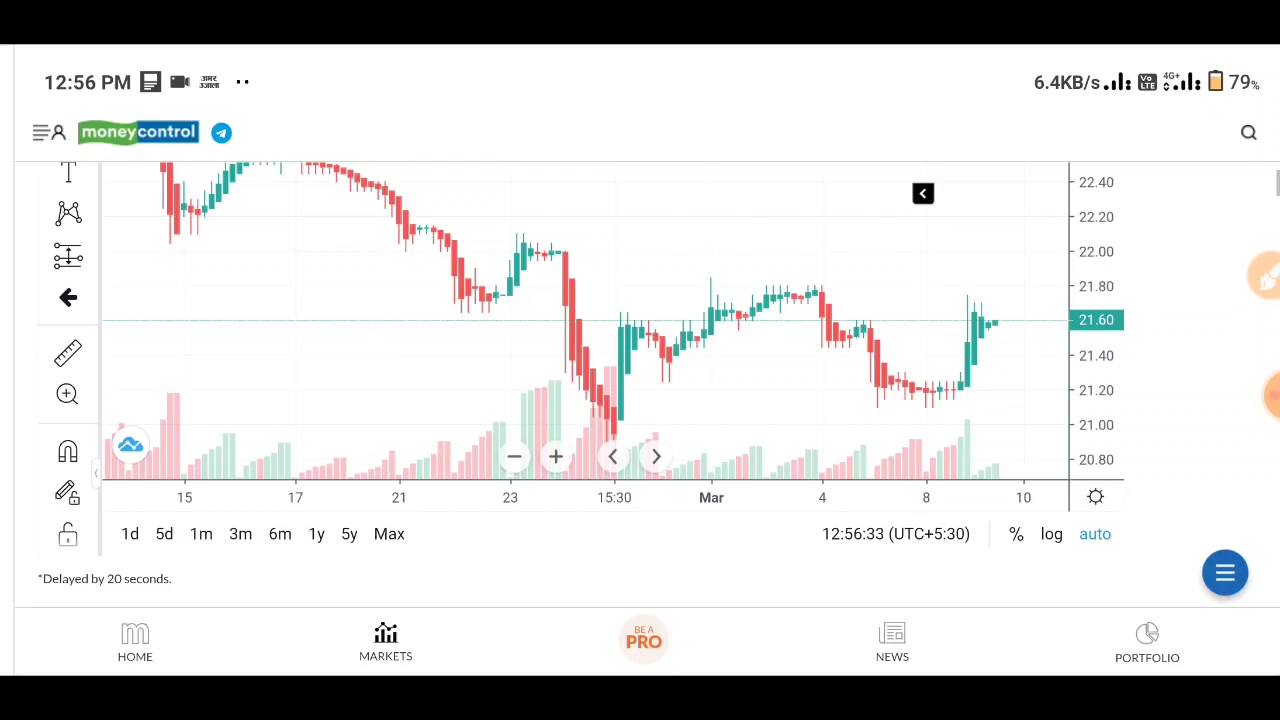 12:56 PM अमर उजाला 6.4KB/s Vo LTE 4G+ 79%
moneycontrol
22.40
22.20
22.00
21.80
21.60
21.40
21.20
21.00
20.80
15 17 21 23 15:30 Mar 4 8 10
1d 5d 1m 3m 6m 1y 5y Max 12:56:33 (UTC+5:30) % log auto
*Delayed by 20 seconds.
HOME MARKETS BE A PRO NEWS PORTFOLIO